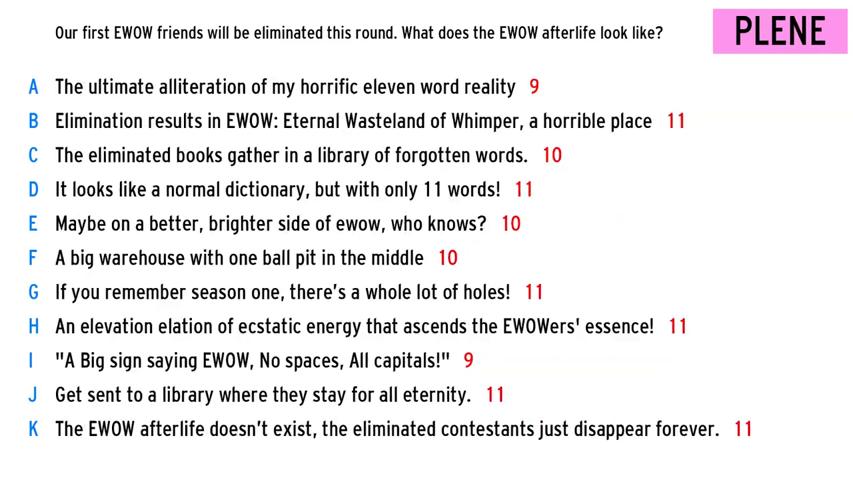 Our first EWOW friends will be eliminated this round. What does the EWOW afterlife look like?
PLENE
A The ultimate alliteration of my horrific eleven word reality 9
B Elimination results in EWOW: Eternal Wasteland of Whimper, a horrible place 11
C The eliminated books gather in a library of forgotten words. 10
D It looks like a normal dictionary, but with only 11 words! 11
E Maybe on a better, brighter side of ewow, who knows? 10
F A big warehouse with one ball pit in the middle 10
G If you remember season one, there's a whole lot of holes! 11
H An elevation elation of ecstatic energy that ascends the EWOWers' essence! 11
I "A Big sign saying EWOW, No spaces, All capitals!" 9
J Get sent to a library where they stay for all eternity. 11
K The EWOW afterlife doesn't exist, the eliminated contestants just disappear forever. 11